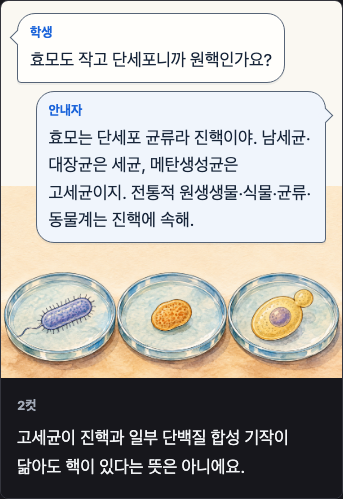 학생
효모도 작고 단세포니까 원핵인가요?
안내자
효모는 단세포 균류라 진핵이야. 남세균·
대장균은 세균, 메탄생성균은
고세균이지. 전통적 원생생물·식물·균류·
동물계는 진핵에 속해.
2컷
고세균이 진핵과 일부 단백질 합성 기작이
닮아도 핵이 있다는 뜻은 아니에요.